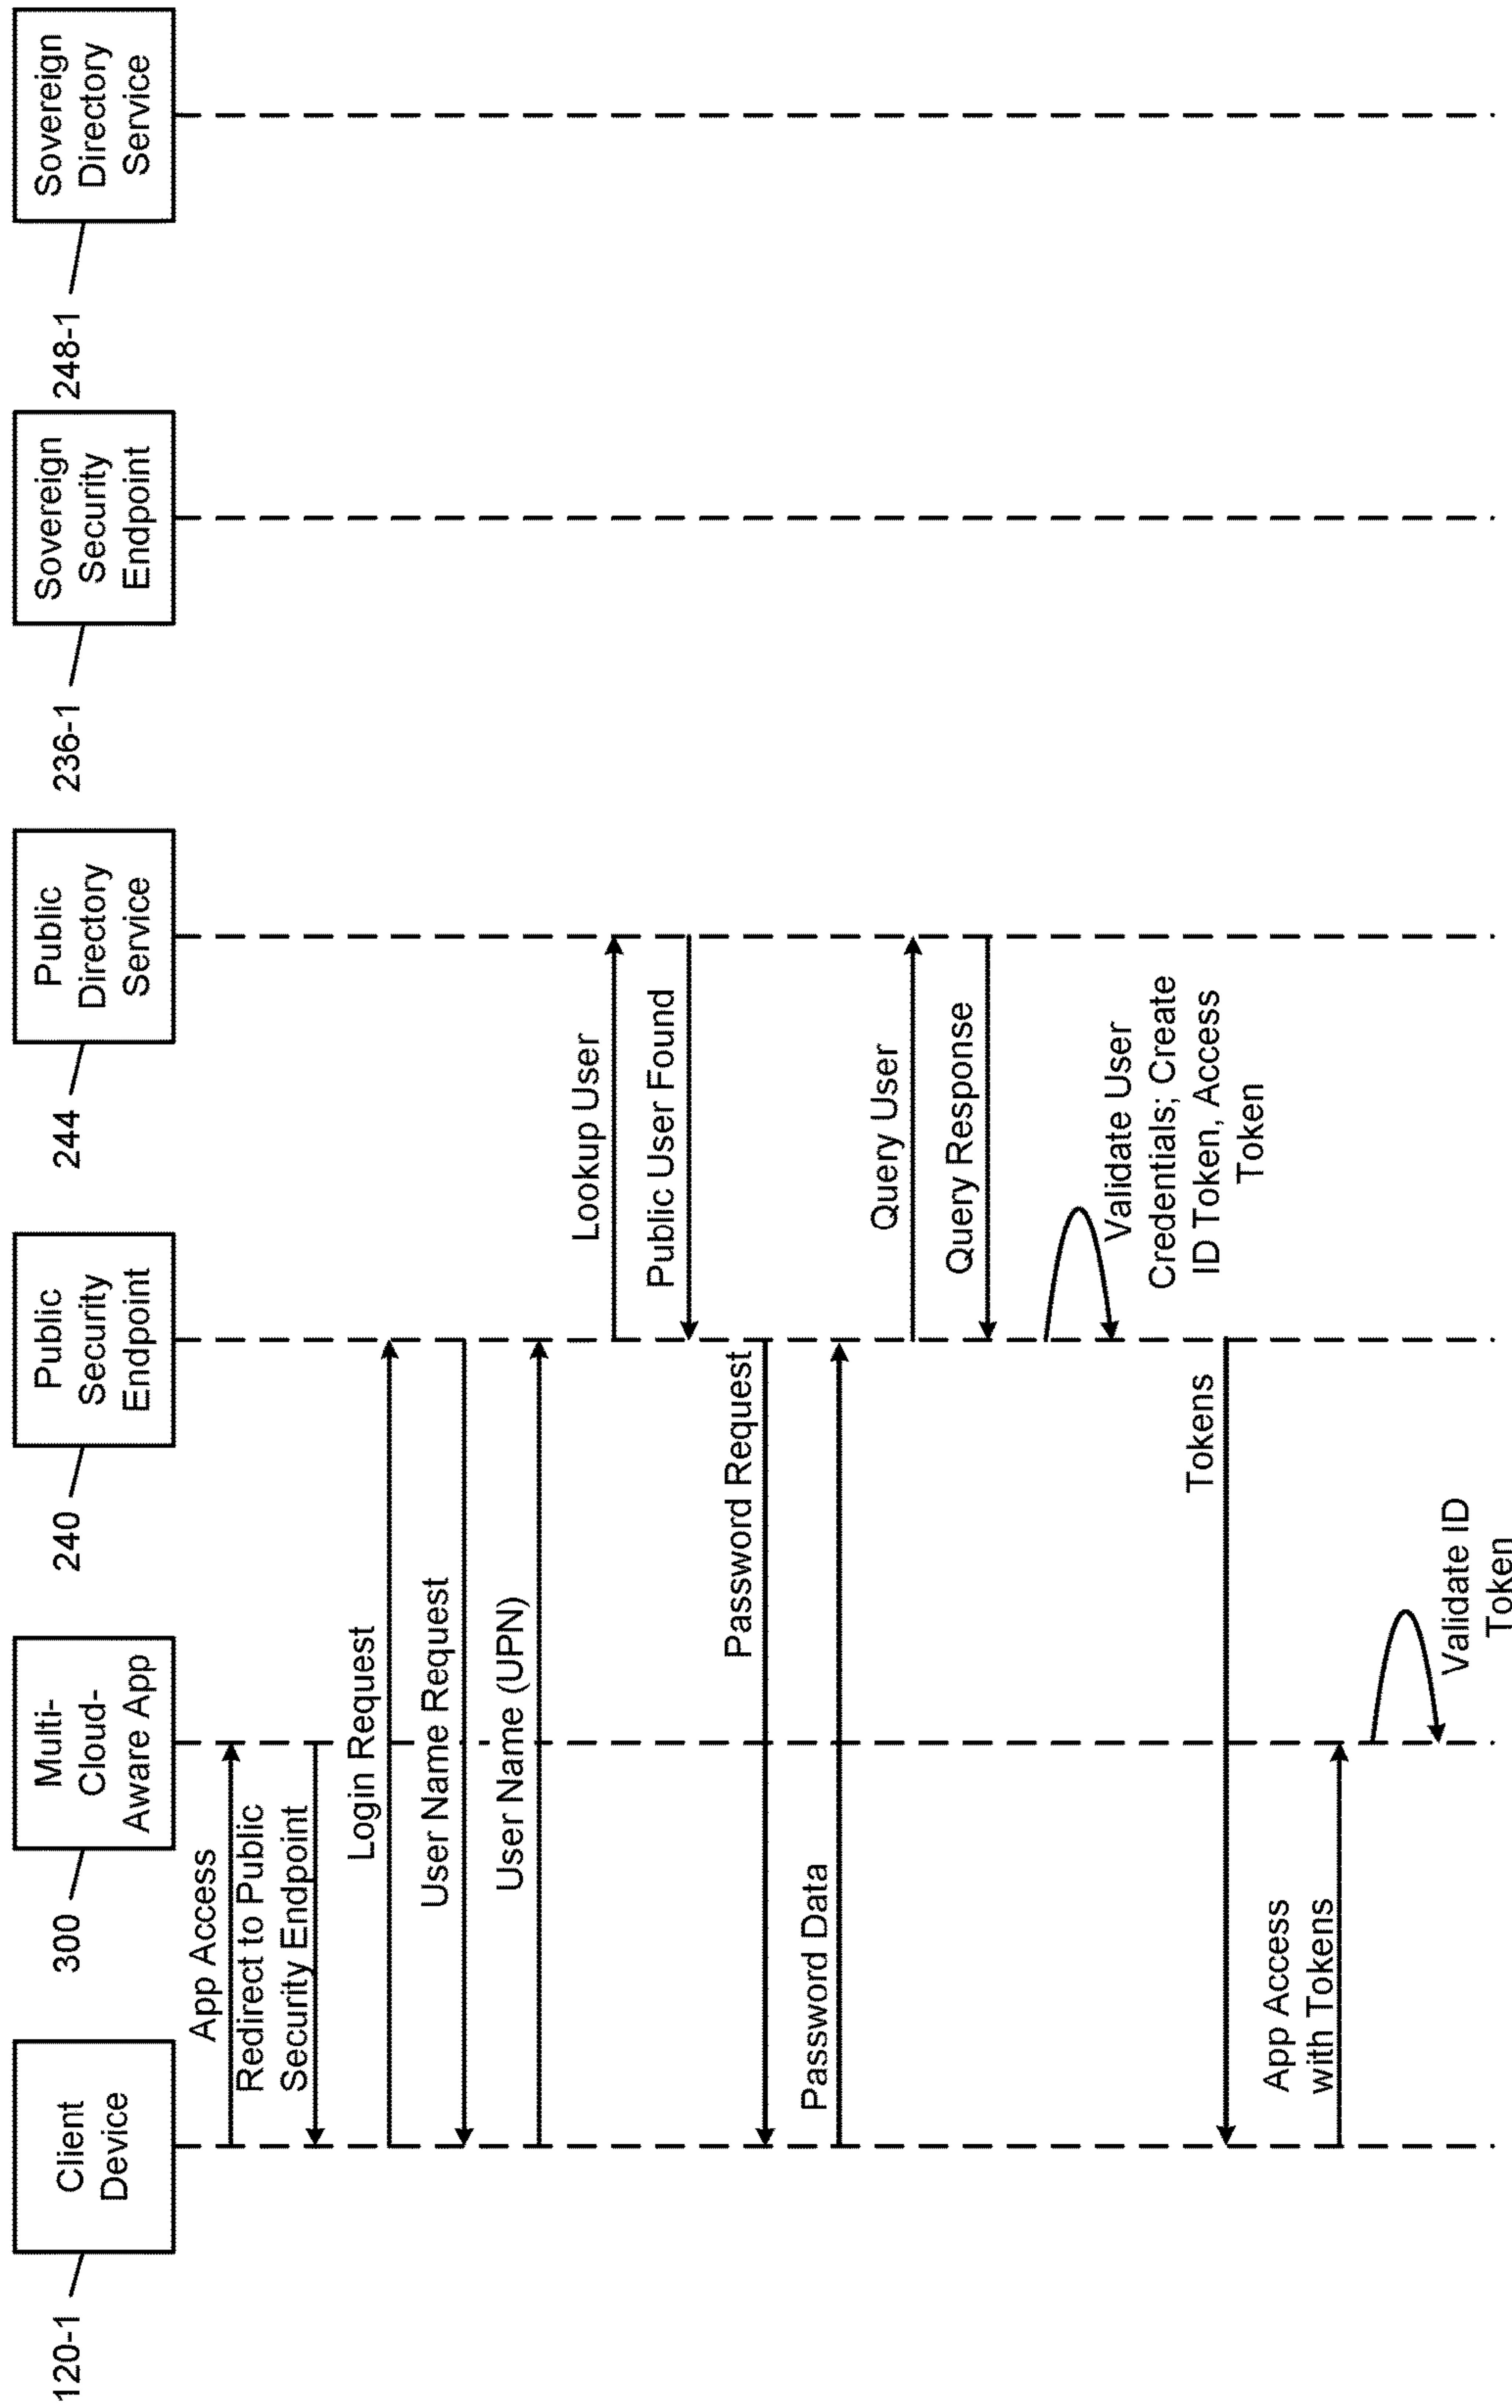 120-1
Client
Device
300
Multi-
Cloud-
Aware App
240
Public
Security
Endpoint
244
Public
Directory
Service
236-1
Sovereign
Security
Endpoint
248-1
Sovereign
Directory
Service
App Access
Redirect to Public
Security Endpoint
Login Request
User Name Request
User Name (UPN)
Lookup User
Public User Found
Password Request
Password Data
Query User
Query Response
Validate User
Credentials; Create
ID Token, Access
Token
Tokens
App Access
with Tokens
Validate ID
Token